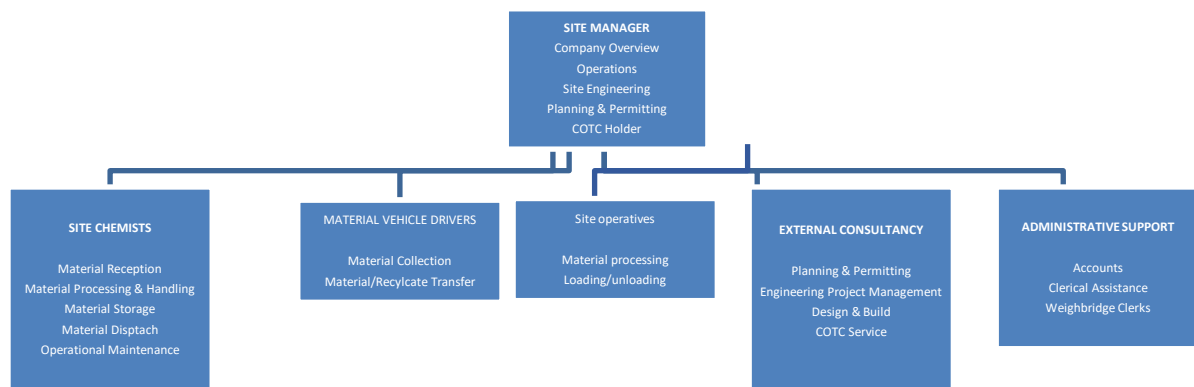 SITE MANAGER
Company Overview
Operations
Site Engineering
Planning & Permitting
COTC Holder
SITE CHEMISTS
Material Reception
Material Processing & Handling
Material Storage
Material Disptach
Operational Maintenance
MATERIAL VEHICLE DRIVERS
Material Collection
Material/Recylcate Transfer
Site operatives
Material processing
Loading/unloading
EXTERNAL CONSULTANCY
Planning & Permitting
Engineering Project Management
Design & Build
COTC Service
ADMINISTRATIVE SUPPORT
Accounts
Clerical Assistance
Weighbridge Clerks